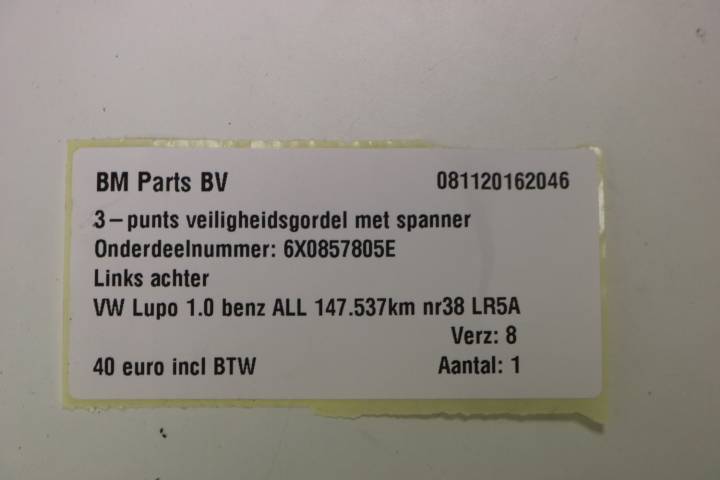 BM Parts BV 081120162046
3-punts veiligheidsgordel met spanner
Onderdeelnummer: 6X0857805E
Links achter
VW Lupo 1.0 benz ALL 147.537km nr38 LR5A
Verz: 8
40 euro incl BTW Aantal: 1